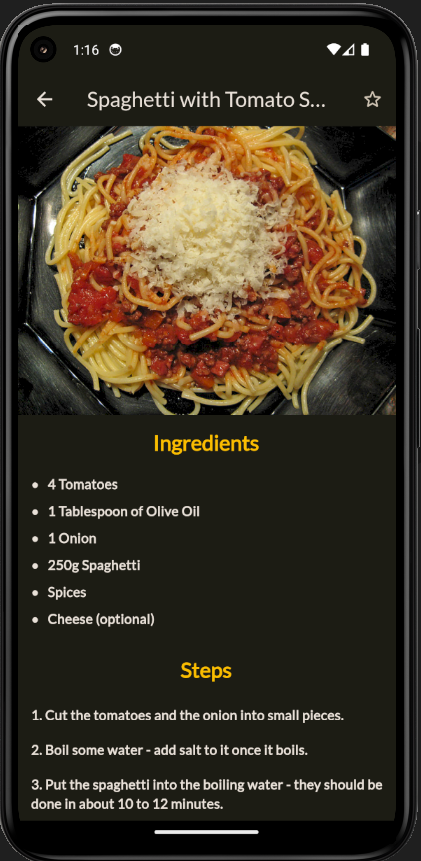 1:16
Spaghetti with Tomato S...
Ingredients
• 4 Tomatoes
• 1 Tablespoon of Olive Oil
• 1 Onion
• 250g Spaghetti
• Spices
• Cheese (optional)
Steps
1. Cut the tomatoes and the onion into small pieces.
2. Boil some water - add salt to it once it boils.
3. Put the spaghetti into the boiling water - they should be
done in about 10 to 12 minutes.